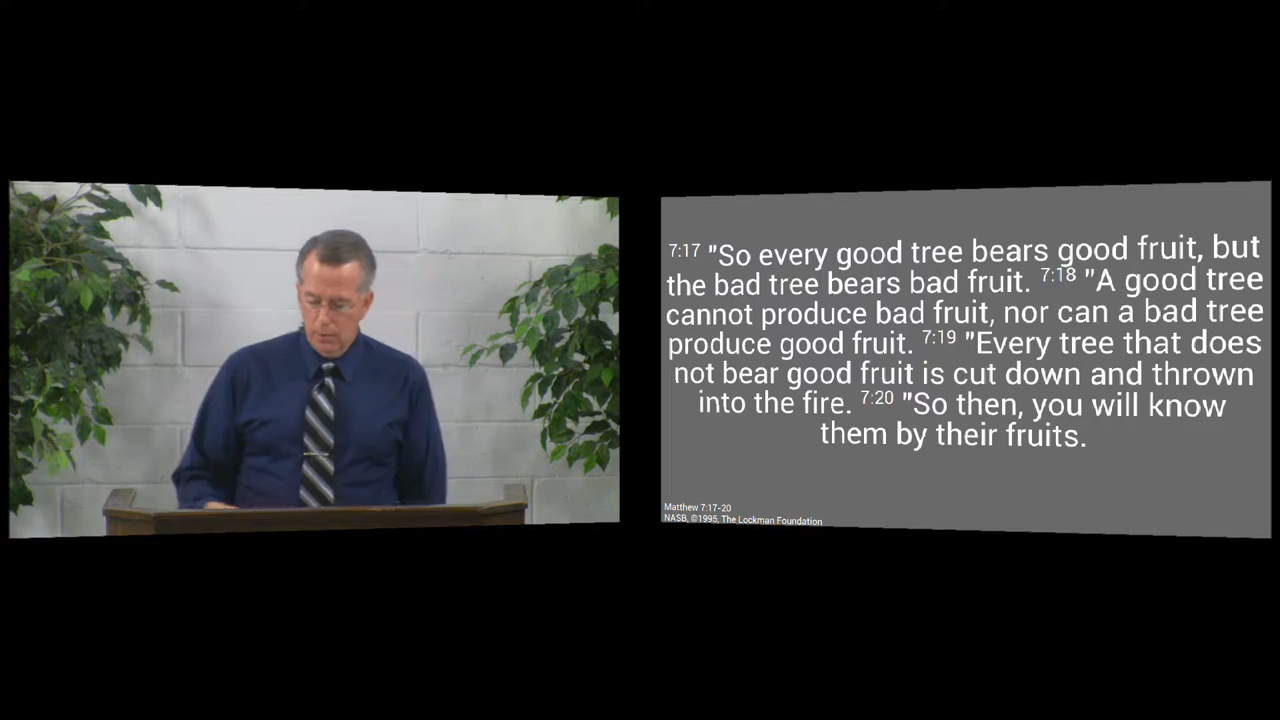 7:17 "So every good tree bears good fruit, but
the bad tree bears bad fruit. 7:18 "A good tree
cannot produce bad fruit, nor can a bad tree
produce good fruit. 7:19 "Every tree that does
not bear good fruit is cut down and thrown
into the fire. 7:20 "So then, you will know
them by their fruits.
Matthew 7:17-20
NASB, ©1995, The Lockman Foundation